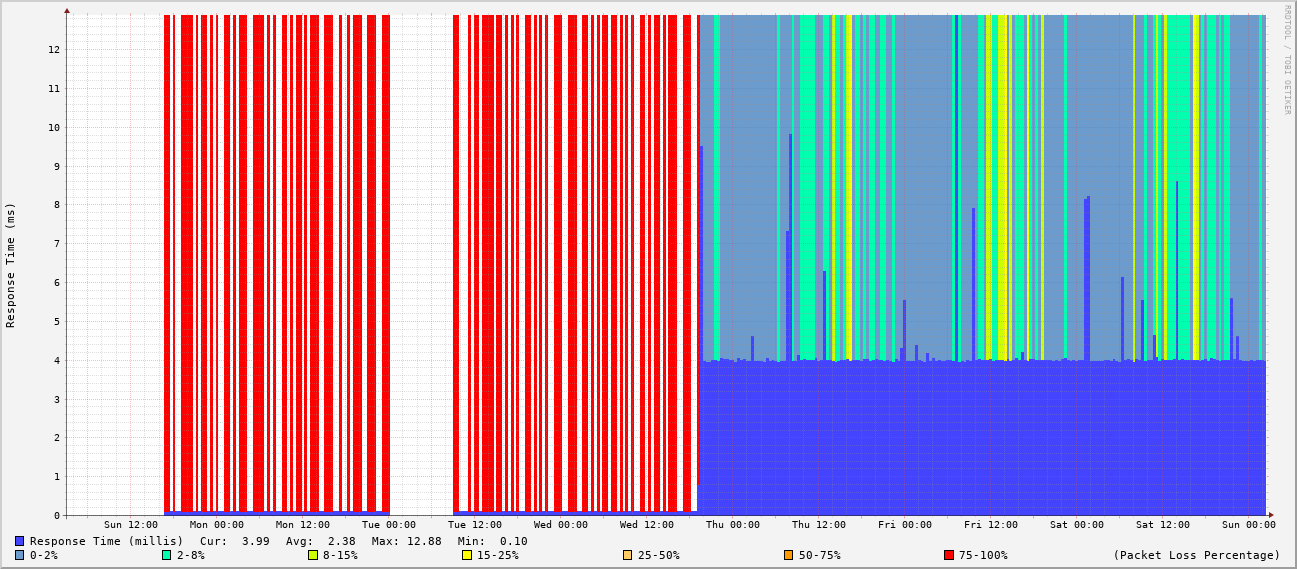 RRDTOOL / TOBI OETIKER
Response Time (ms)
12
11
10
9
8
7
6
5
4
3
2
1
0
Sun 12:00 Mon 00:00 Mon 12:00 Tue 00:00 Tue 12:00 Wed 00:00 Wed 12:00 Thu 00:00 Thu 12:00 Fri 00:00 Fri 12:00 Sat 00:00 Sat 12:00 Sun 00:00
Response Time (millis) Cur: 3.99 Avg: 2.38 Max: 12.88 Min: 0.10
0-2% 2-8% 8-15% 15-25% 25-50% 50-75% 75-100% (Packet Loss Percentage)